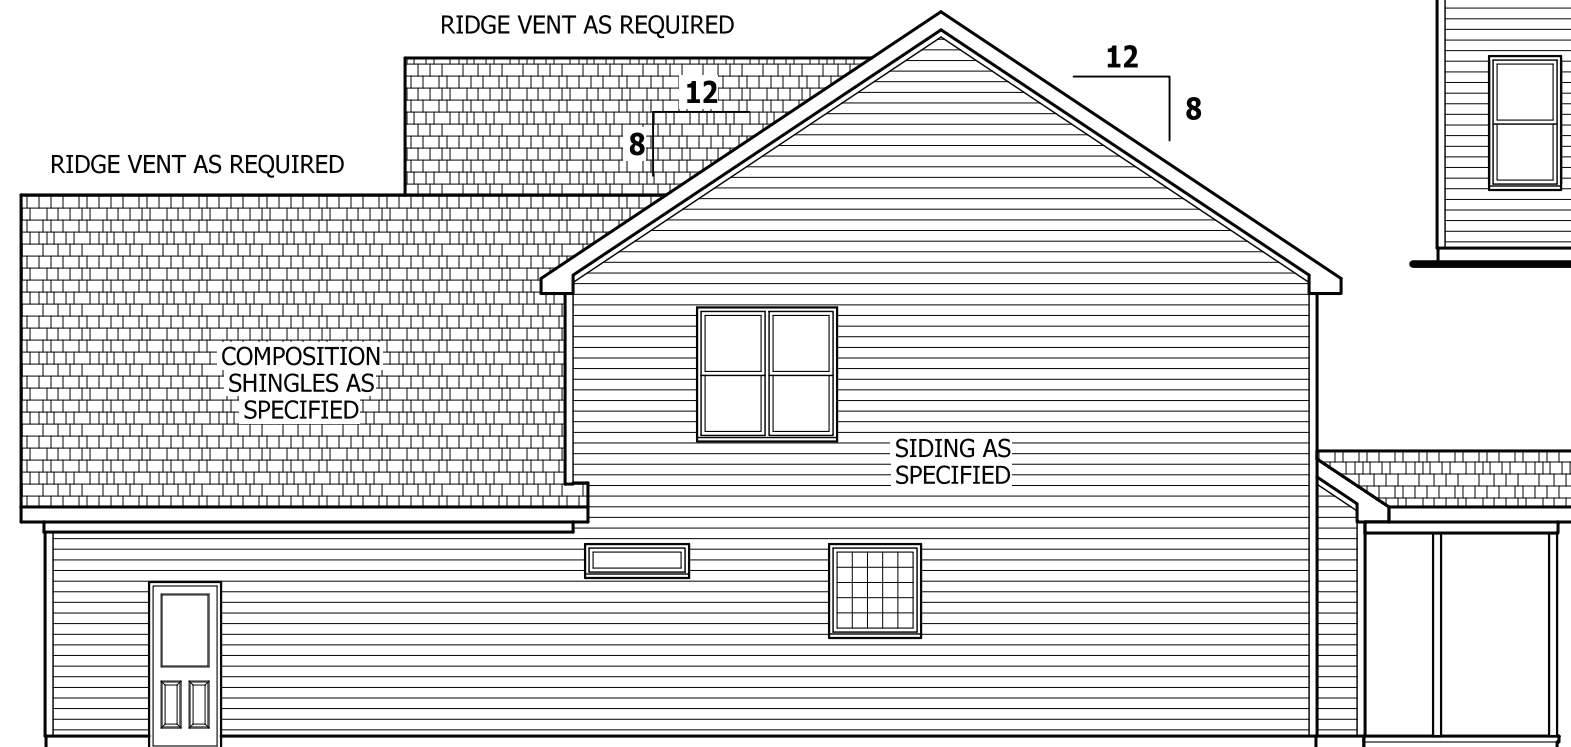 RIDGE VENT AS REQUIRED
12
8
12
8
RIDGE VENT AS REQUIRED
COMPOSITION
SHINGLES AS
SPECIFIED
SIDING AS
SPECIFIED